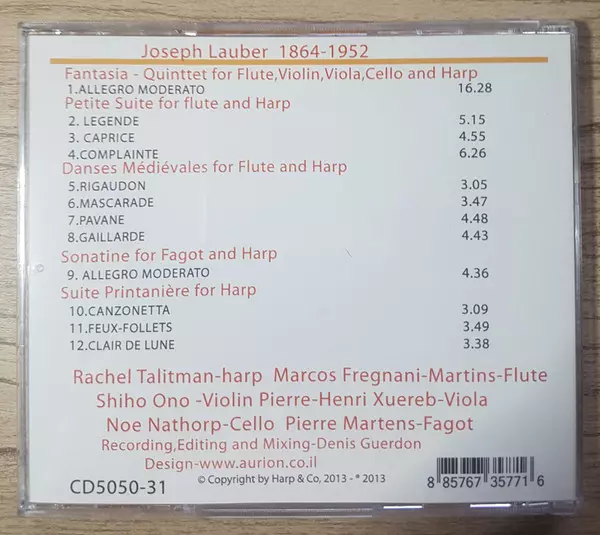 Joseph Lauber 1864-1952
Fantasia - Quinttet for Flute,Violin,Viola,Cello and Harp
1.ALLEGRO MODERATO 16.28
Petite Suite for flute and Harp
2. LEGENDE 5.15
3. CAPRICE 4.55
4.COMPLAINTE 6.26
Danses Médiévales for Flute and Harp
5.RIGAUDON 3.05
6.MASCARADE 3.47
7.PAVANE 4.48
8.GAILLARDE 4.43
Sonatine for Fagot and Harp
9. ALLEGRO MODERATO 4.36
Suite Printanière for Harp
10.CANZONETTA 3.09
11.FEUX-FOLLETS 3.49
12.CLAIR DE LUNE 3.38
Rachel Talitman-harp Marcos Fregnani-Martins-Flute
Shiho Ono -Violin Pierre-Henri Xuereb-Viola
Noe Nathorp-Cello Pierre Martens-Fagot
Recording,Editing and Mixing-Denis Guerdon
Design-www.aurion.co.il
© Copyright by Harp & Co, 2013 - * 2013
CD5050-31
8 85767 35771 6